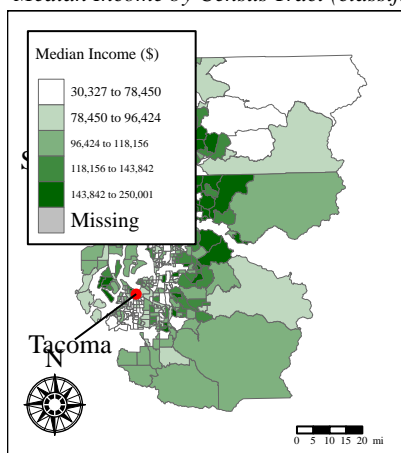 Median Income by Census Tract (classif
Median Income ($)
30,327 to 78,450
78,450 to 96,424
96,424 to 118,156
118,156 to 143,842
143,842 to 250,001
Missing
S
Tacoma
N
0 5 10 15 20 mi